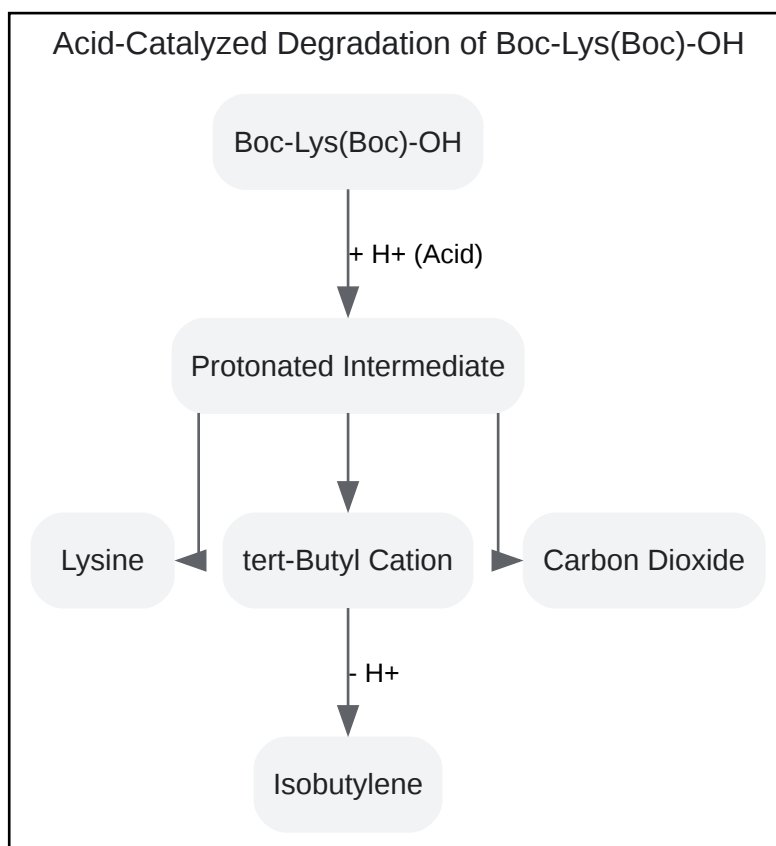 Acid-Catalyzed Degradation of Boc-Lys(Boc)-OH
Boc-Lys(Boc)-OH
+ H+ (Acid)
Protonated Intermediate
Lysine
tert-Butyl Cation
Carbon Dioxide
- H+
Isobutylene